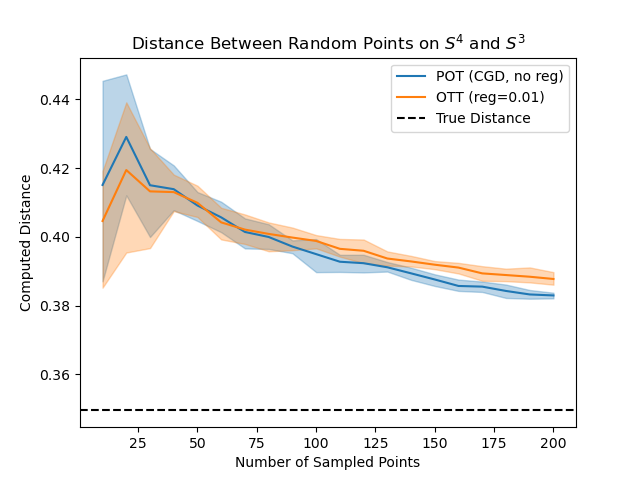 Distance Between Random Points on $S^4$ and $S^3$
POT (CGD, no reg)
OTT (reg=0.01)
True Distance
Computed Distance
0.44
0.42
0.40
0.38
0.36
25 50 75 100 125 150 175 200
Number of Sampled Points